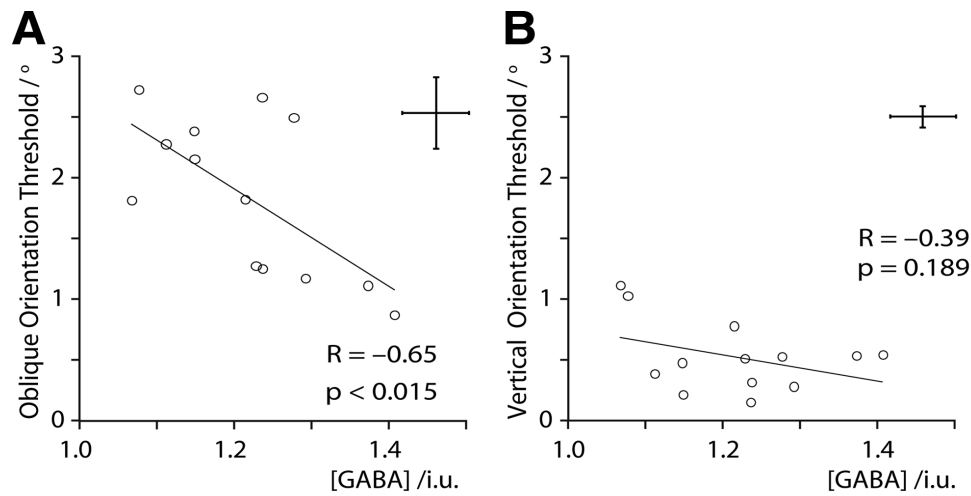 A
Oblique Orientation Threshold / °
3
2
1
0
1.0 1.2 1.4
[GABA] /i.u.
R = –0.65
p < 0.015
B
Vertical Orientation Threshold / °
3
2
1
0
1.0 1.2 1.4
[GABA] /i.u.
R = –0.39
p = 0.189